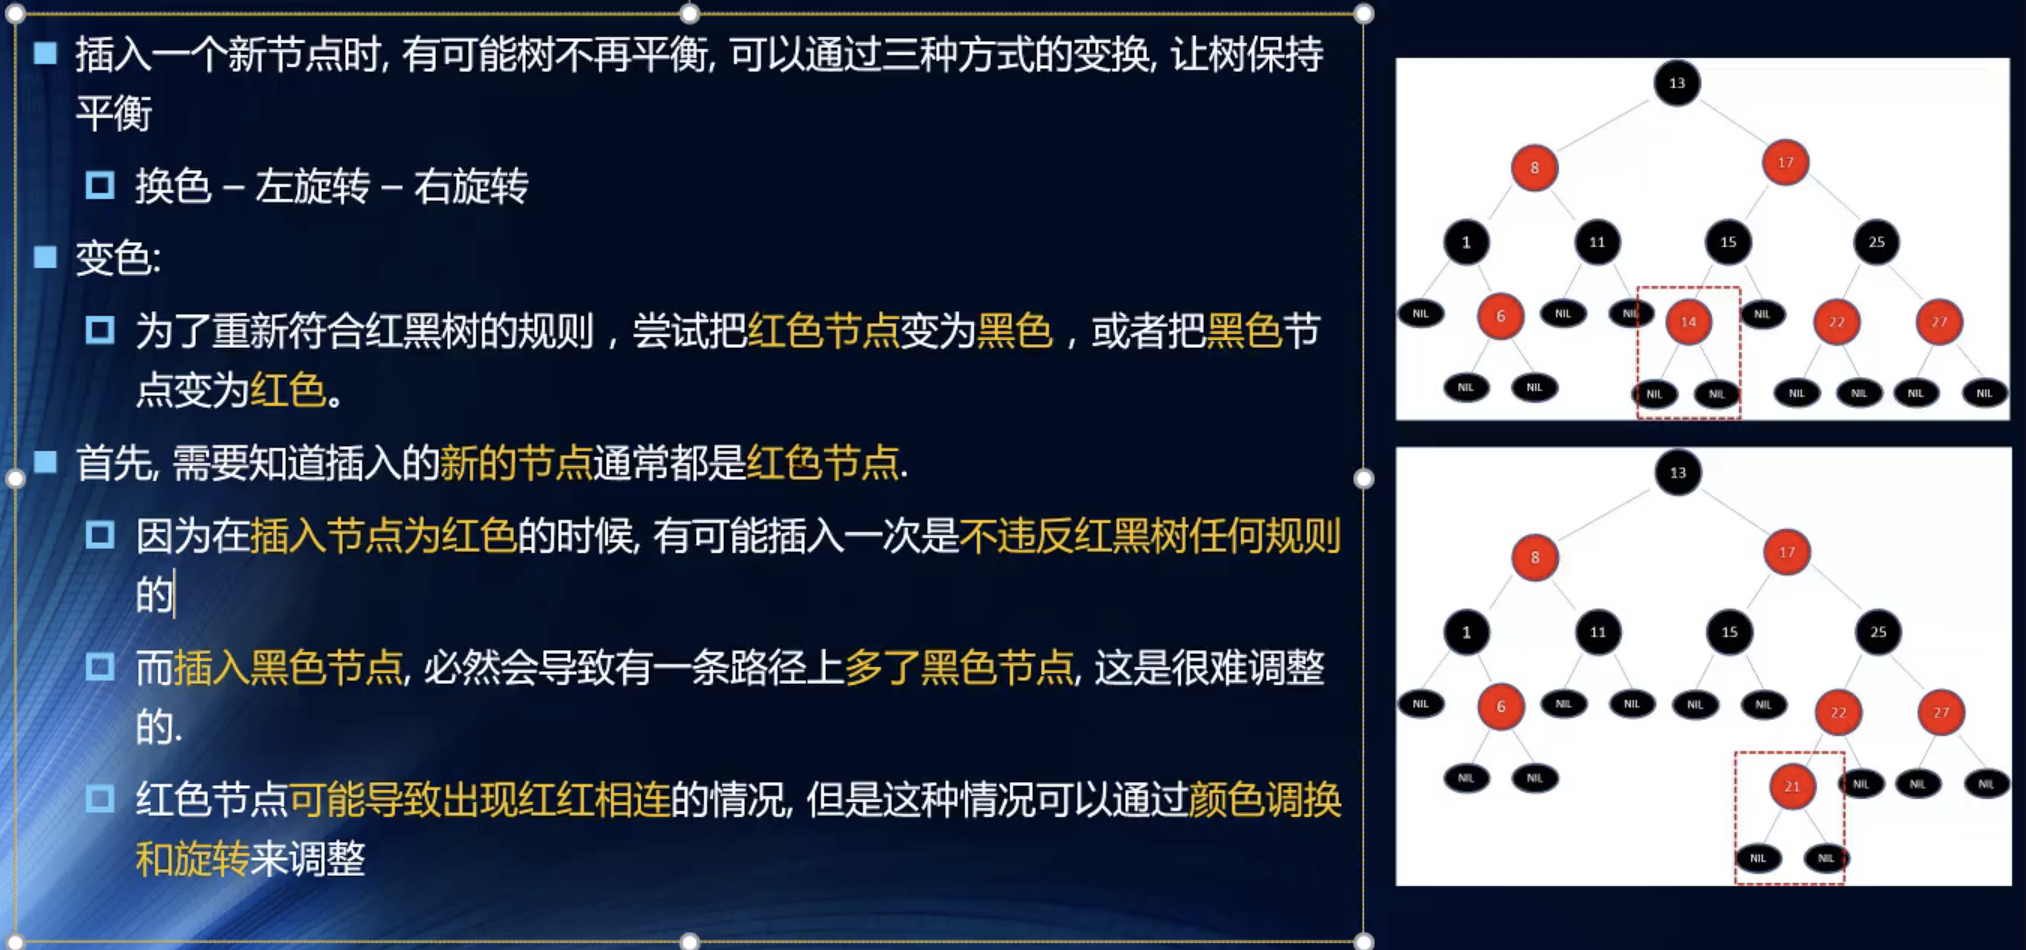 插入一个新节点时, 有可能树不再平衡, 可以通过三种方式的变换, 让树保持
平衡
换色 – 左旋转 – 右旋转
变色:
为了重新符合红黑树的规则，尝试把红色节点变为黑色，或者把黑色节
点变为红色。
首先, 需要知道插入的新的节点通常都是红色节点.
因为在插入节点为红色的时候, 有可能插入一次是不违反红黑树任何规则
的
而插入黑色节点, 必然会导致有一条路径上多了黑色节点, 这是很难调整
的.
红色节点可能导致出现红红相连的情况, 但是这种情况可以通过颜色调换
和旋转来调整
13
8 17
1 11 15 25
NIL 6 NIL NIL 14 NIL 22 27
NIL NIL NIL NIL NIL NIL NIL NIL
13
8 17
1 11 15 25
NIL 6 NIL NIL NIL NIL 22 27
NIL NIL 21 NIL NIL NIL
NIL NIL